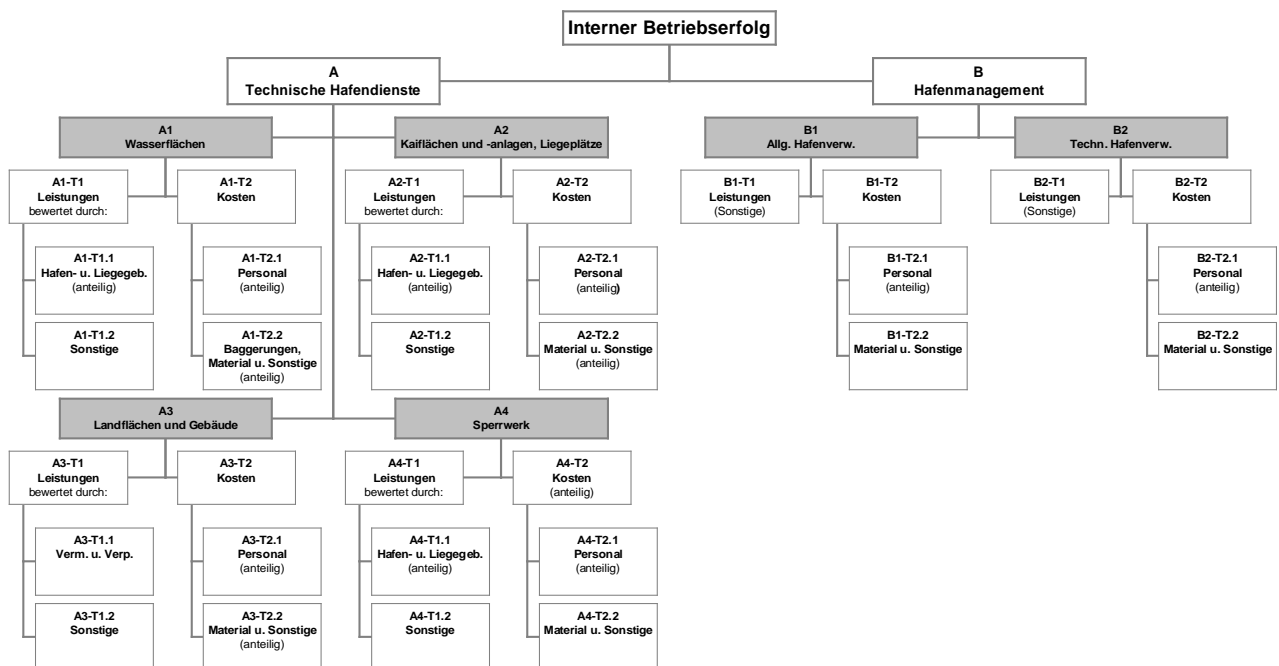 Interner Betriebserfolg
A
Technische Hafendienste
B
Hafenmanagement
A1
Wasserflächen
A2
Kaiflächen und -anlagen, Liegeplätze
B1
Allg. Hafenverw.
B2
Techn. Hafenverw.
A1-T1
Leistungen
bewertet durch:
A1-T2
Kosten
A2-T1
Leistungen
bewertet durch:
A2-T2
Kosten
B1-T1
Leistungen
(Sonstige)
B1-T2
Kosten
B2-T1
Leistungen
(Sonstige)
B2-T2
Kosten
A1-T1.1
Hafen- u. Liegegeb.
(anteilig)
A1-T2.1
Personal
(anteilig)
A2-T1.1
Hafen- u. Liegegeb.
(anteilig)
A2-T2.1
Personal
(anteilig)
B1-T2.1
Personal
(anteilig)
B2-T2.1
Personal
(anteilig)
A1-T1.2
Sonstige
A1-T2.2
Baggerungen,
Material u. Sonstige
(anteilig)
A2-T1.2
Sonstige
A2-T2.2
Material u. Sonstige
(anteilig)
B1-T2.2
Material u. Sonstige
B2-T2.2
Material u. Sonstige
A3
Landflächen und Gebäude
A4
Sperrwerk
A3-T1
Leistungen
bewertet durch:
A3-T2
Kosten
A4-T1
Leistungen
bewertet durch:
A4-T2
Kosten
(anteilig)
A3-T1.1
Verm. u. Verp.
A3-T2.1
Personal
(anteilig)
A4-T1.1
Hafen- u. Liegegeb.
(anteilig)
A4-T2.1
Personal
(anteilig)
A3-T1.2
Sonstige
A3-T2.2
Material u. Sonstige
(anteilig)
A4-T1.2
Sonstige
A4-T2.2
Material u. Sonstige